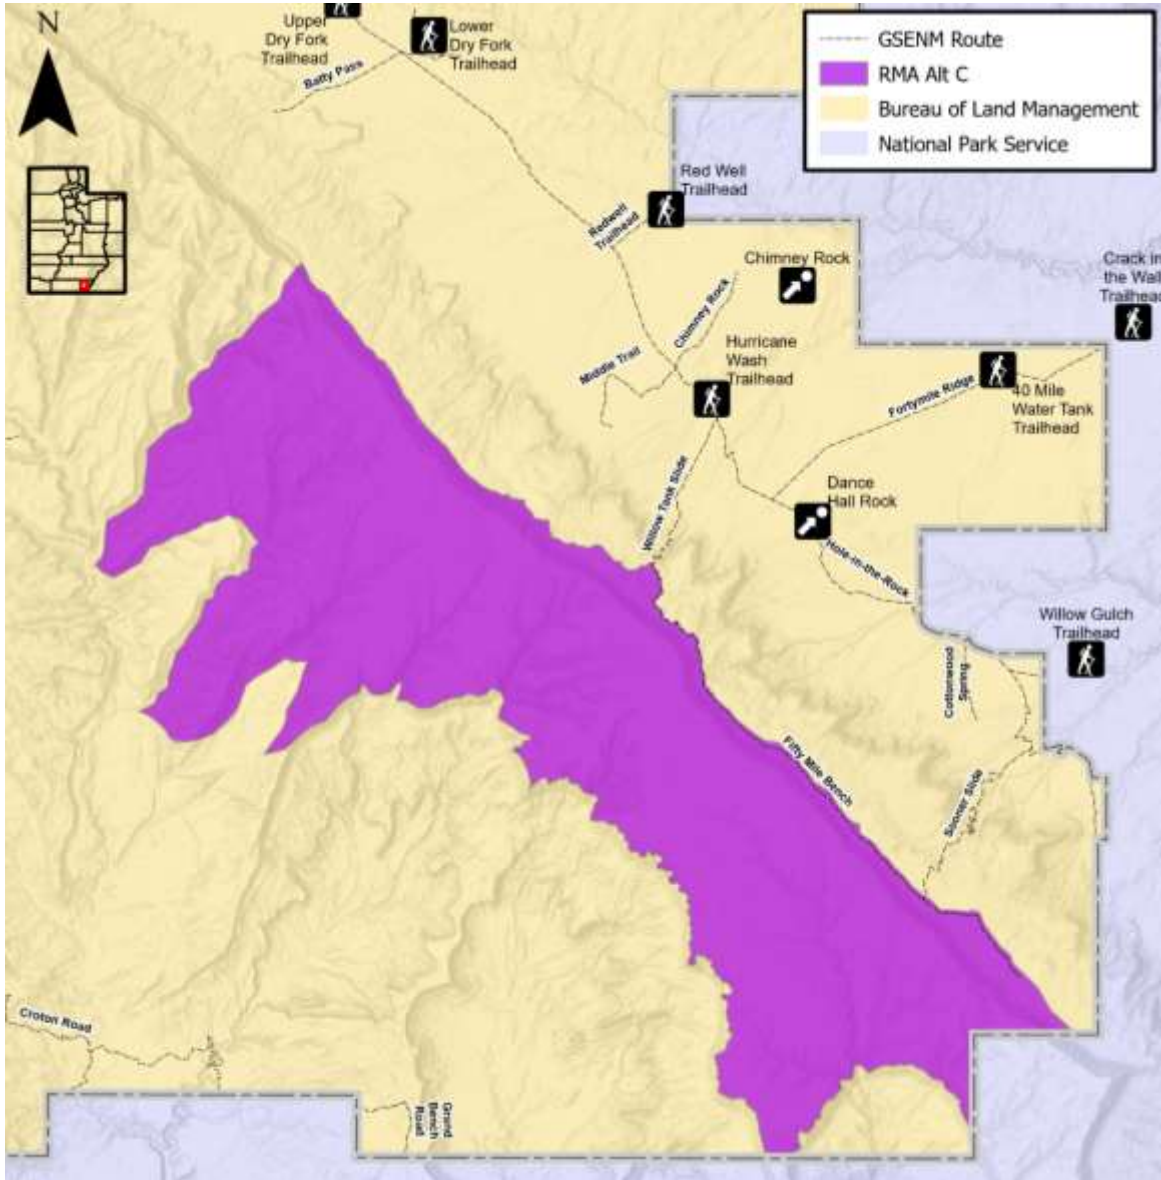 N
Upper
Dry Fork
Trailhead
Lower
Dry Fork
Trailhead
Batty Pass
GSENM Route
RMA Alt C
Bureau of Land Management
National Park Service
Red Well
Trailhead
Redwell
Trailhead
Chimney Rock
Crack in
the Wall
Trailhead
Chimney Rock
Middle Trail
Hurricane
Wash
Trailhead
Fortymile Ridge
40 Mile
Water Tank
Trailhead
Willow Tank Slide
Dance
Hall Rock
Hole-in-the-Rock
Willow Gulch
Trailhead
Cottonwood
Spring
Fifty Mile Bench
Sooner Slide
Croton Road
Grand
Bench
Road